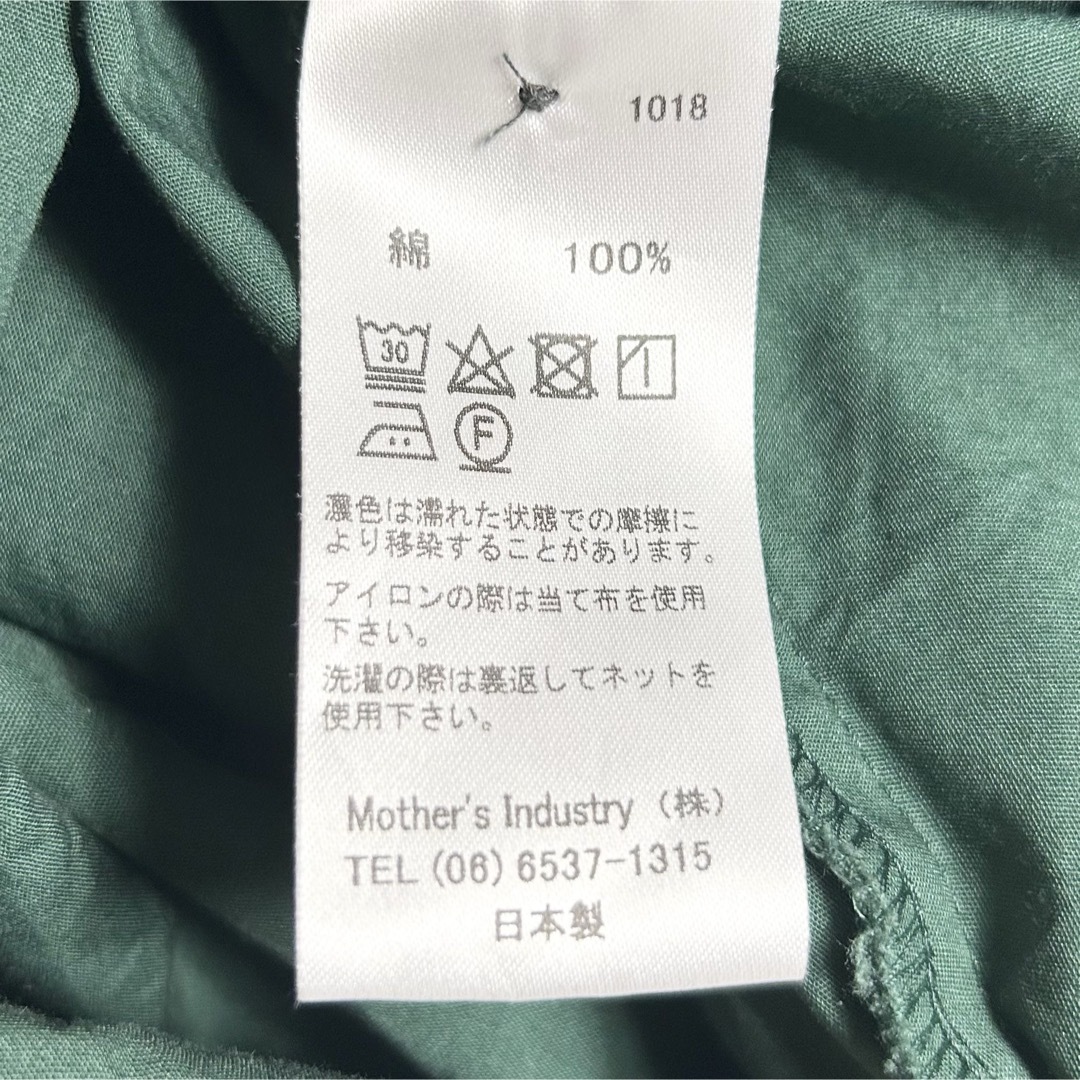 1018
綿 100%
30
F
濃色は濡れた状態での摩擦に
より移染することがあります。
アイロンの際は当て布を使用
下さい。
洗濯の際は裏返してネットを
使用下さい。
Mother's Industry (株)
TEL (06) 6537-1315
日本製